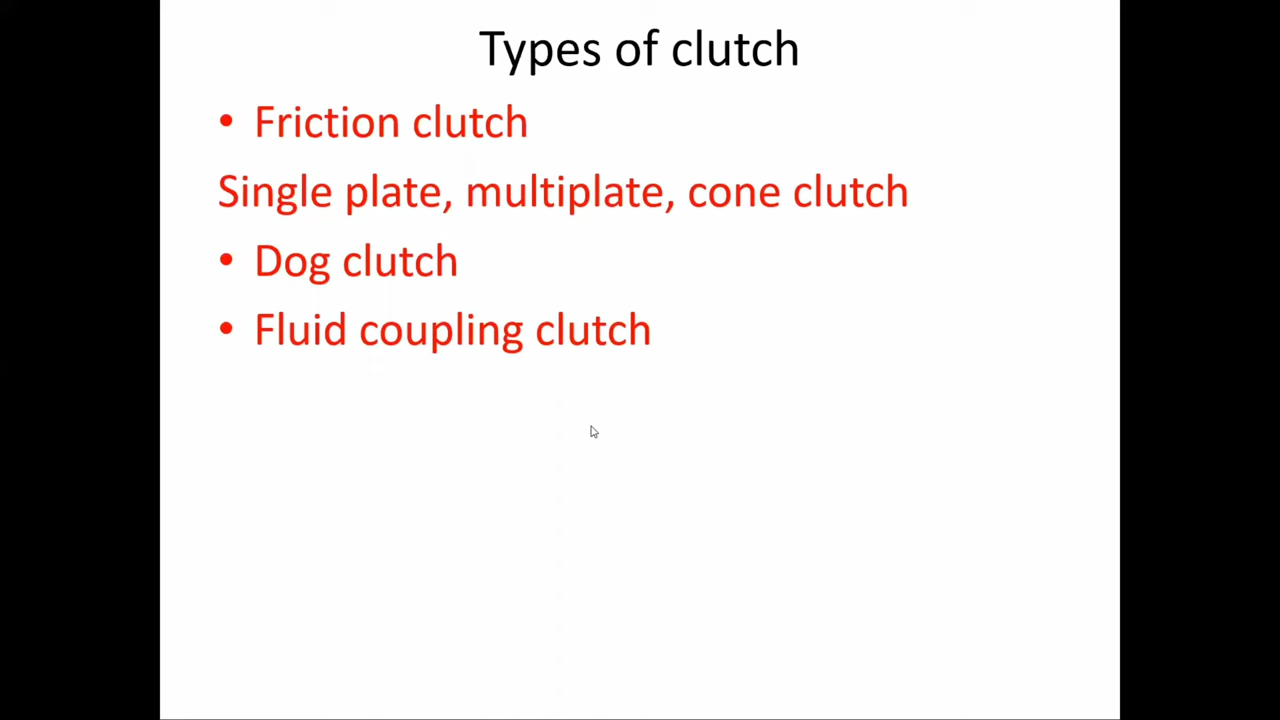 Types of clutch
• Friction clutch
Single plate, multiplate, cone clutch
• Dog clutch
• Fluid coupling clutch